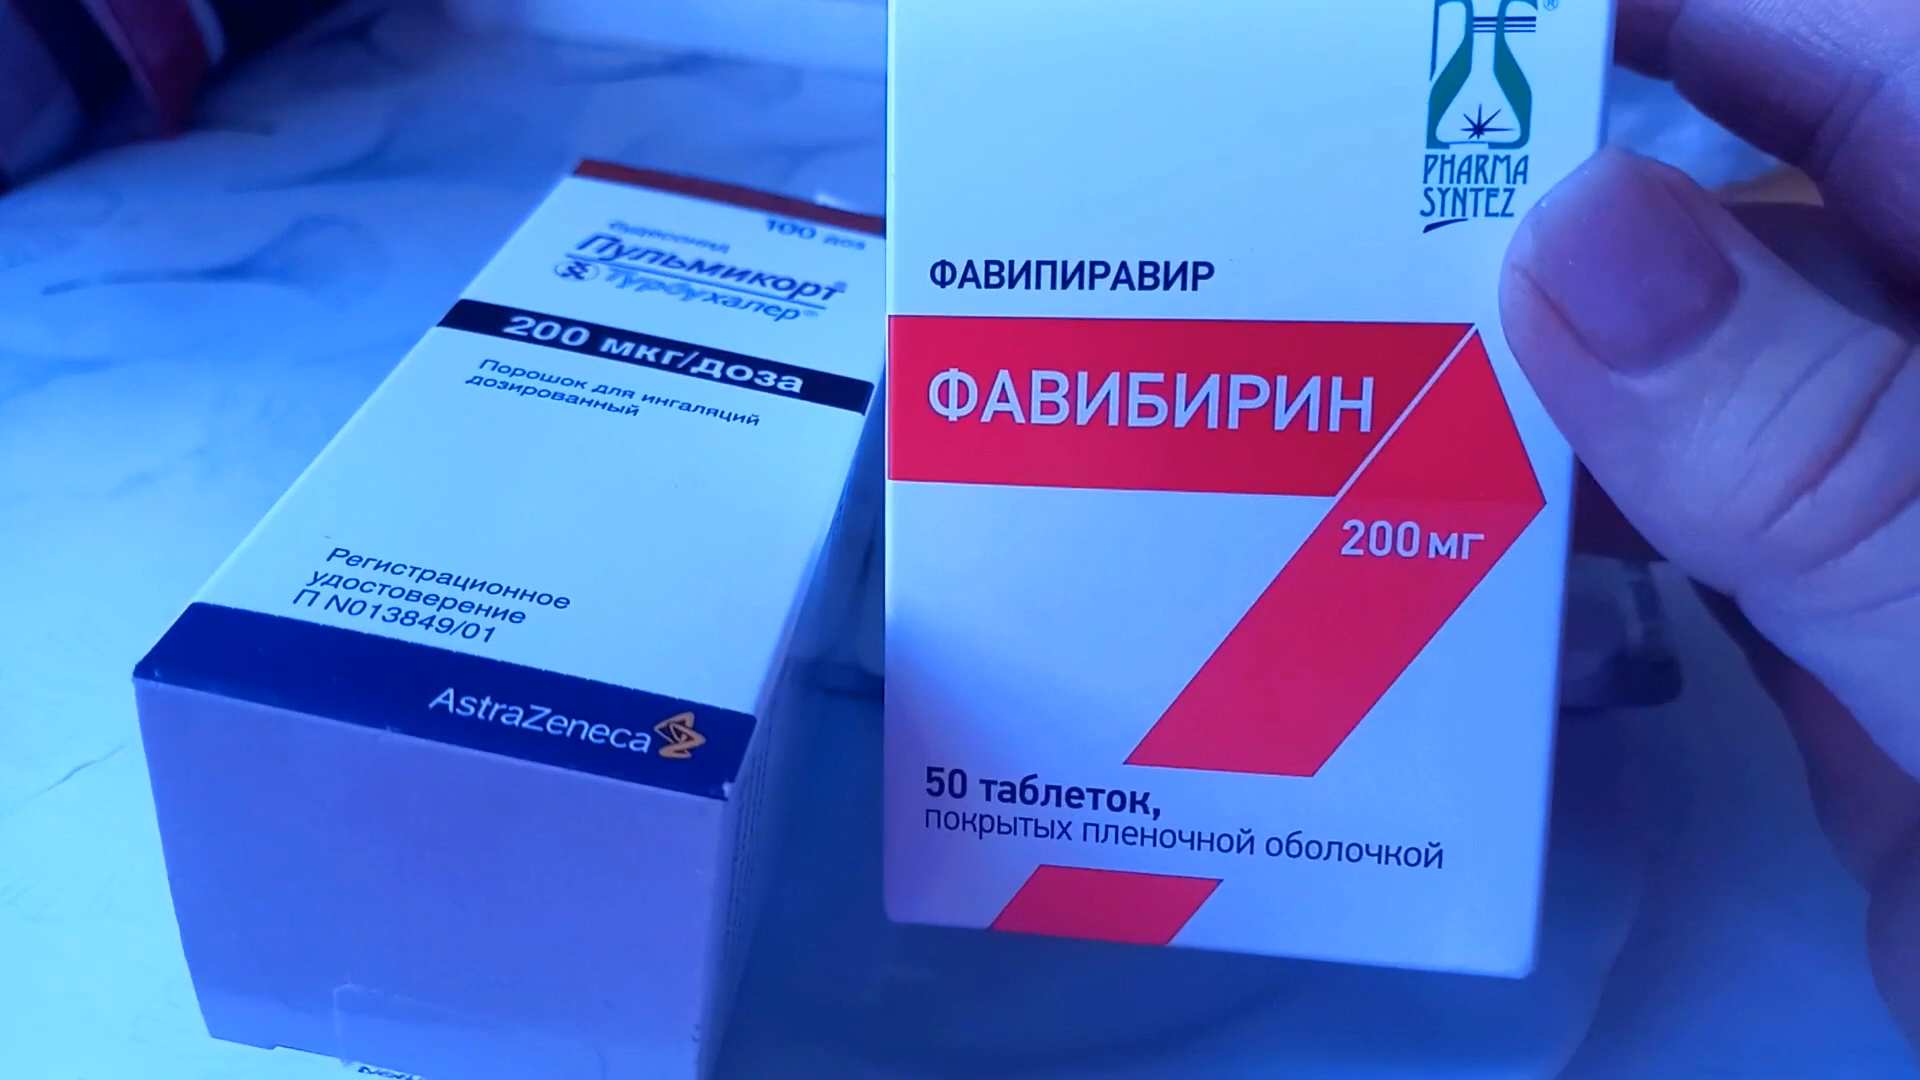 100 доз
Будесонид
Пульмикорт®
Турбухалер®
200 мкг/доза
Порошок для ингаляций
дозированный
Регистрационное
удостоверение
П N013849/01
AstraZeneca
®
PHARMA
SYNTEZ
ФАВИПИРАВИР
ФАВИБИРИН
200 мг
50 таблеток,
покрытых пленочной оболочкой